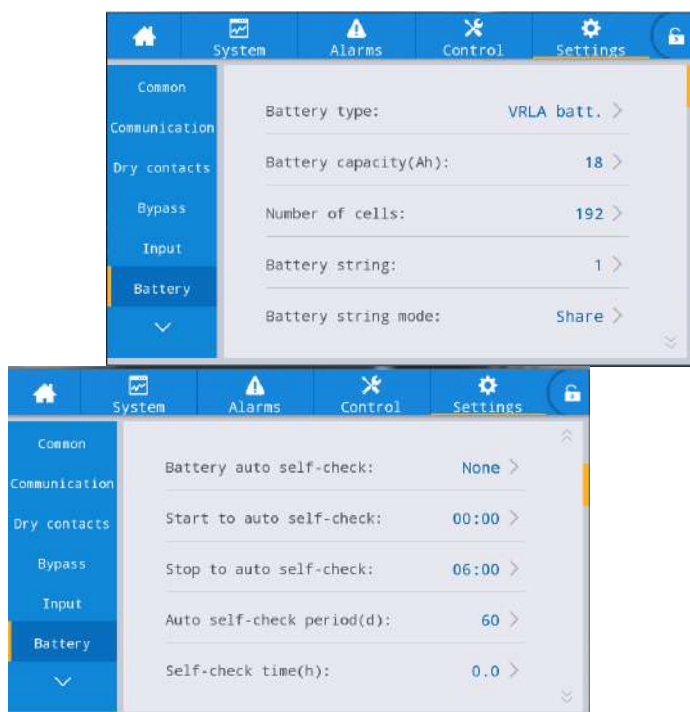 System Alarms Control Settings
Common
Communication
Dry contacts
Bypass
Input
Battery
Battery type: VRLA batt.
Battery capacity(Ah): 18
Number of cells: 192
Battery string: 1
Battery string mode: Share
System Alarms Control Settings
Common
Communication
Dry contacts
Bypass
Input
Battery
Battery auto self-check: None
Start to auto self-check: 00:00
Stop to auto self-check: 06:00
Auto self-check period(d): 60
Self-check time(h): 0.0